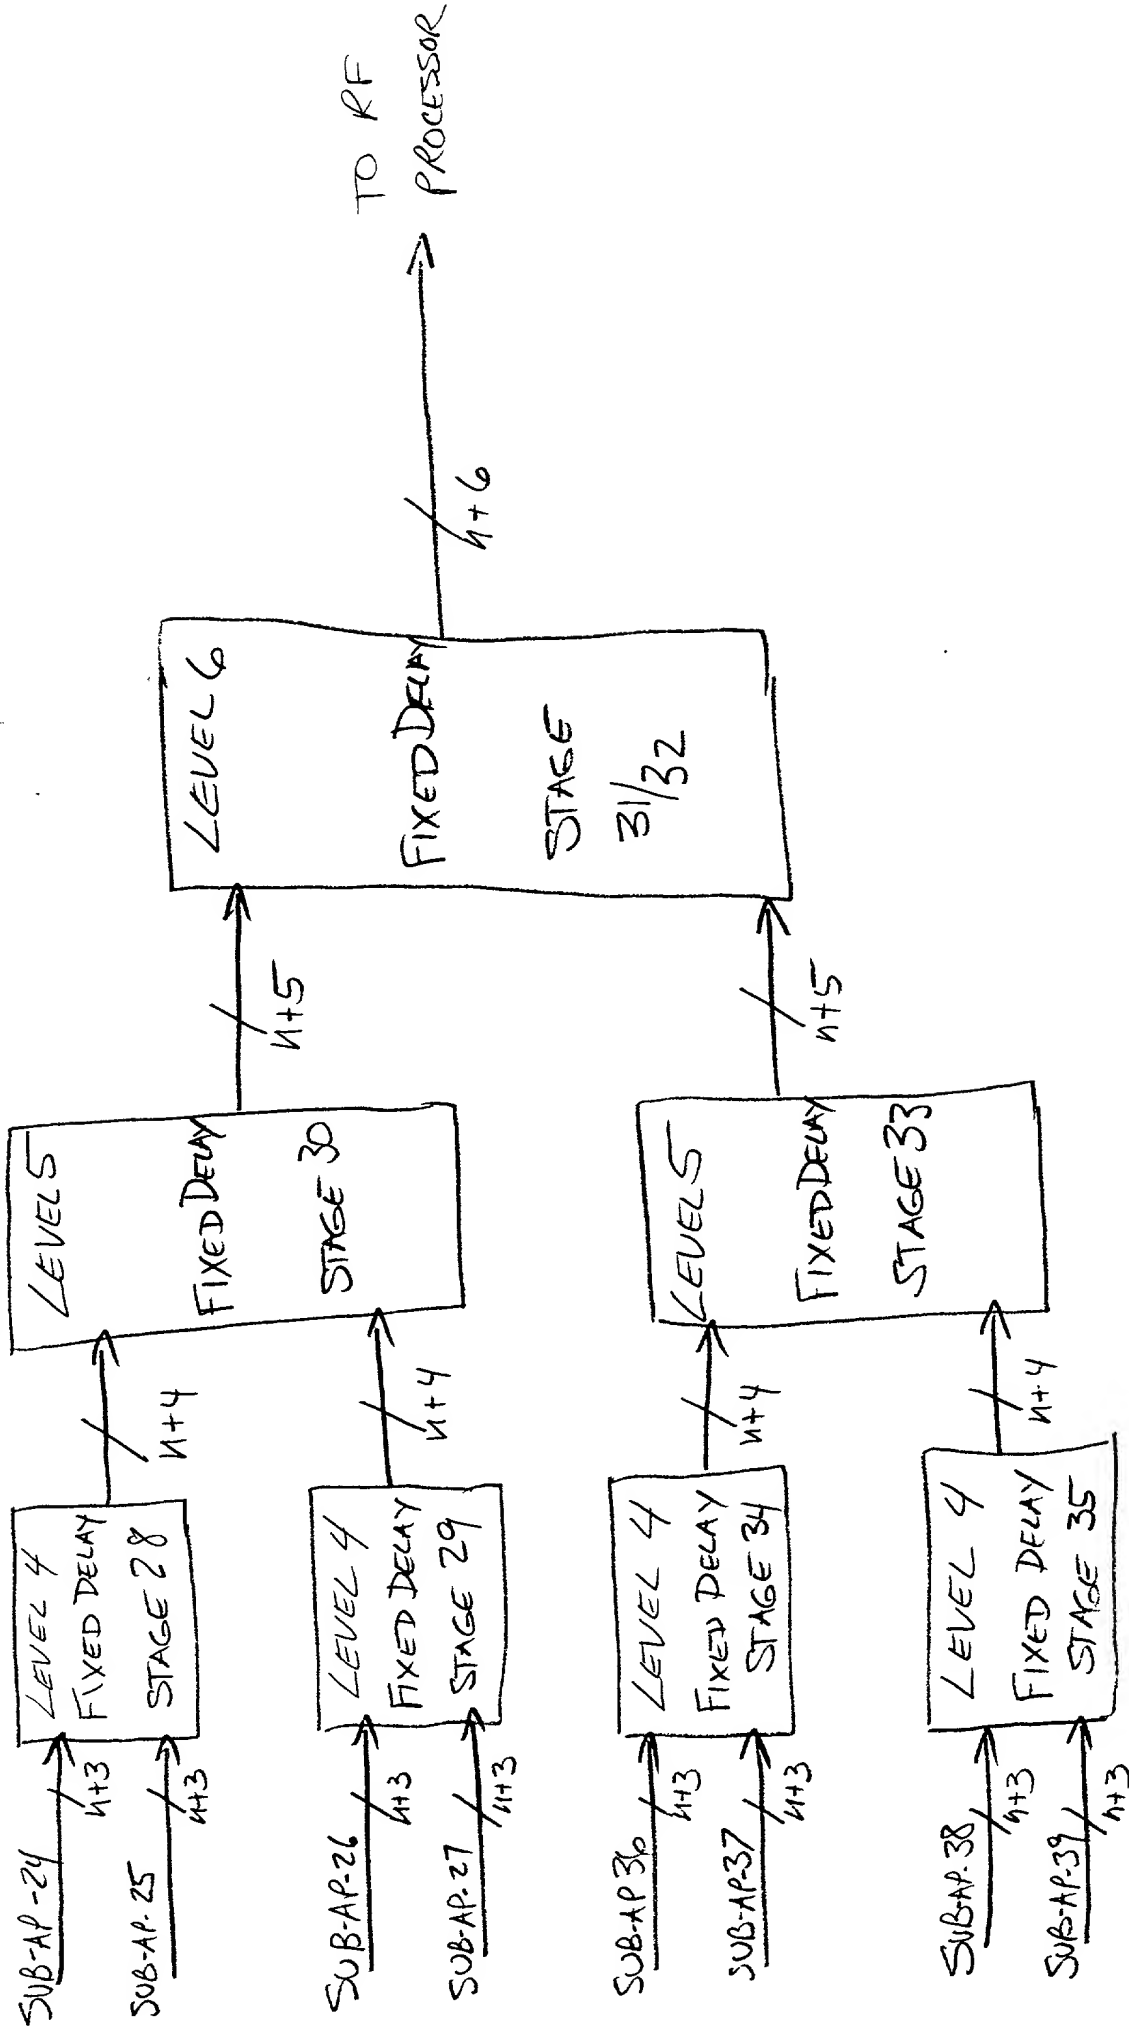 SUB-AP-24
n+3
SUB-AP-25
n+3
LEVEL 4
FIXED DELAY
STAGE 28
n+4
SUB-AP-26
n+3
SUB-AP-27
n+3
LEVEL 4
FIXED DELAY
STAGE 29
n+4
LEVEL 5
FIXED DELAY
STAGE 30
n+5
SUB-AP 36
n+3
SUB-AP-37
n+3
LEVEL 4
FIXED DELAY
STAGE 34
n+4
SUB-AP-38
n+3
SUB-AP-39
n+3
LEVEL 4
FIXED DELAY
STAGE 35
n+4
LEVEL 5
FIXED DELAY
STAGE 33
n+5
LEVEL 6
FIXED DELAY
STAGE
31/32
n+6
TO RF
PROCESSOR